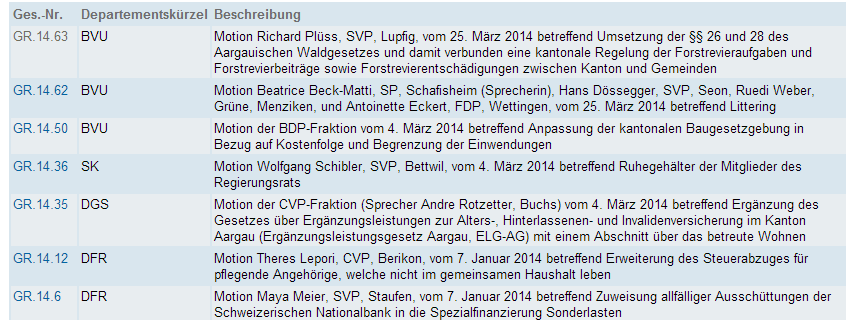 Ges.-Nr. Departementskürzel Beschreibung
GR.14.63 BVU Motion Richard Plüss, SVP, Lupfig, vom 25. März 2014 betreffend Umsetzung der §§ 26 und 28 des
Aargauischen Waldgesetzes und damit verbunden eine kantonale Regelung der Forstrevieraufgaben und
Forstrevierbeiträge sowie Forstrevierentschädigungen zwischen Kanton und Gemeinden
GR.14.62 BVU Motion Beatrice Beck-Matti, SP, Schafisheim (Sprecherin), Hans Dössegger, SVP, Seon, Ruedi Weber,
Grüne, Menziken, und Antoinette Eckert, FDP, Wettingen, vom 25. März 2014 betreffend Littering
GR.14.50 BVU Motion der BDP-Fraktion vom 4. März 2014 betreffend Anpassung der kantonalen Baugesetzgebung in
Bezug auf Kostenfolge und Begrenzung der Einwendungen
GR.14.36 SK Motion Wolfgang Schibler, SVP, Bettwil, vom 4. März 2014 betreffend Ruhegehälter der Mitglieder des
Regierungsrats
GR.14.35 DGS Motion der CVP-Fraktion (Sprecher Andre Rotzetter, Buchs) vom 4. März 2014 betreffend Ergänzung des
Gesetzes über Ergänzungsleistungen zur Alters-, Hinterlassenen- und Invalidenversicherung im Kanton
Aargau (Ergänzungsleistungsgesetz Aargau, ELG-AG) mit einem Abschnitt über das betreute Wohnen
GR.14.12 DFR Motion Theres Lepori, CVP, Berikon, vom 7. Januar 2014 betreffend Erweiterung des Steuerabzuges für
pflegende Angehörige, welche nicht im gemeinsamen Haushalt leben
GR.14.6 DFR Motion Maya Meier, SVP, Staufen, vom 7. Januar 2014 betreffend Zuweisung allfälliger Ausschüttungen der
Schweizerischen Nationalbank in die Spezialfinanzierung Sonderlasten